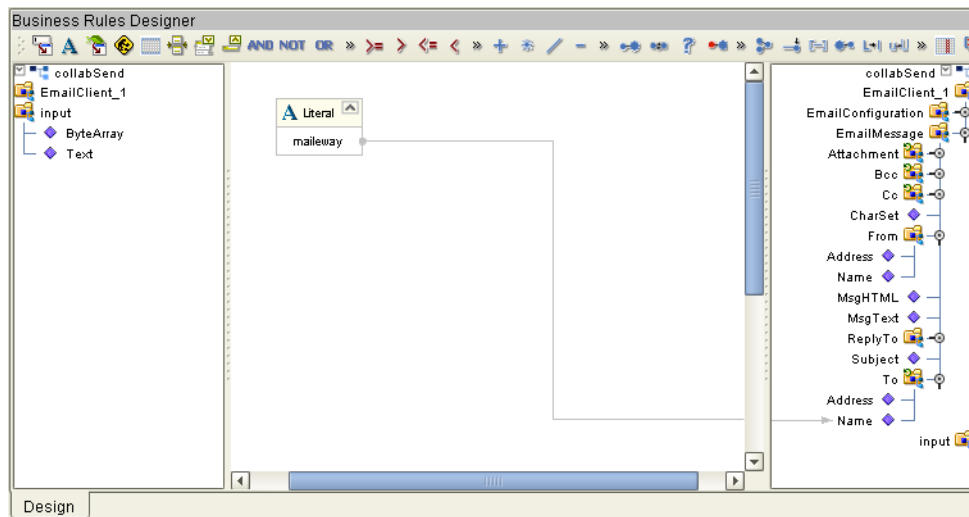 Business Rules Designer
A AND NOT OR » >= > <= < » + / - » ? » »
collabSend
EmailClient_1
input
ByteArray
Text
A Literal
maileway
collabSend
EmailClient_1
EmailConfiguration
EmailMessage
Attachment
Bcc
Cc
CharSet
From
Address
Name
MsgHTML
MsgText
ReplyTo
Subject
To
Address
Name
input
Design